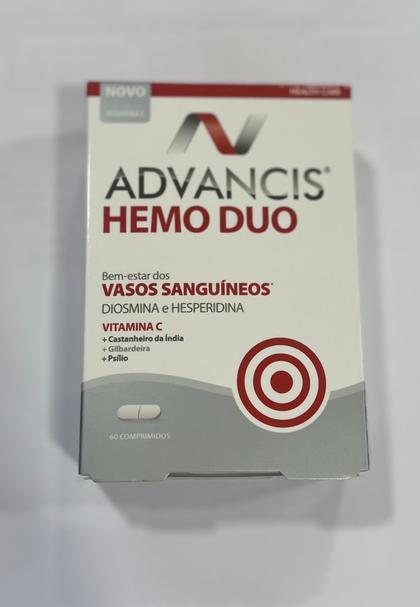 NOVO
VITAMINA C
HEALTH CARE
ADVANCIS®
HEMO DUO
Bem-estar dos
VASOS SANGUÍNEOS*
DIOSMINA e HESPERIDINA
VITAMINA C
+ Castanheiro da Índia
+ Gilbardeira
+ Psílio
60 COMPRIMIDOS